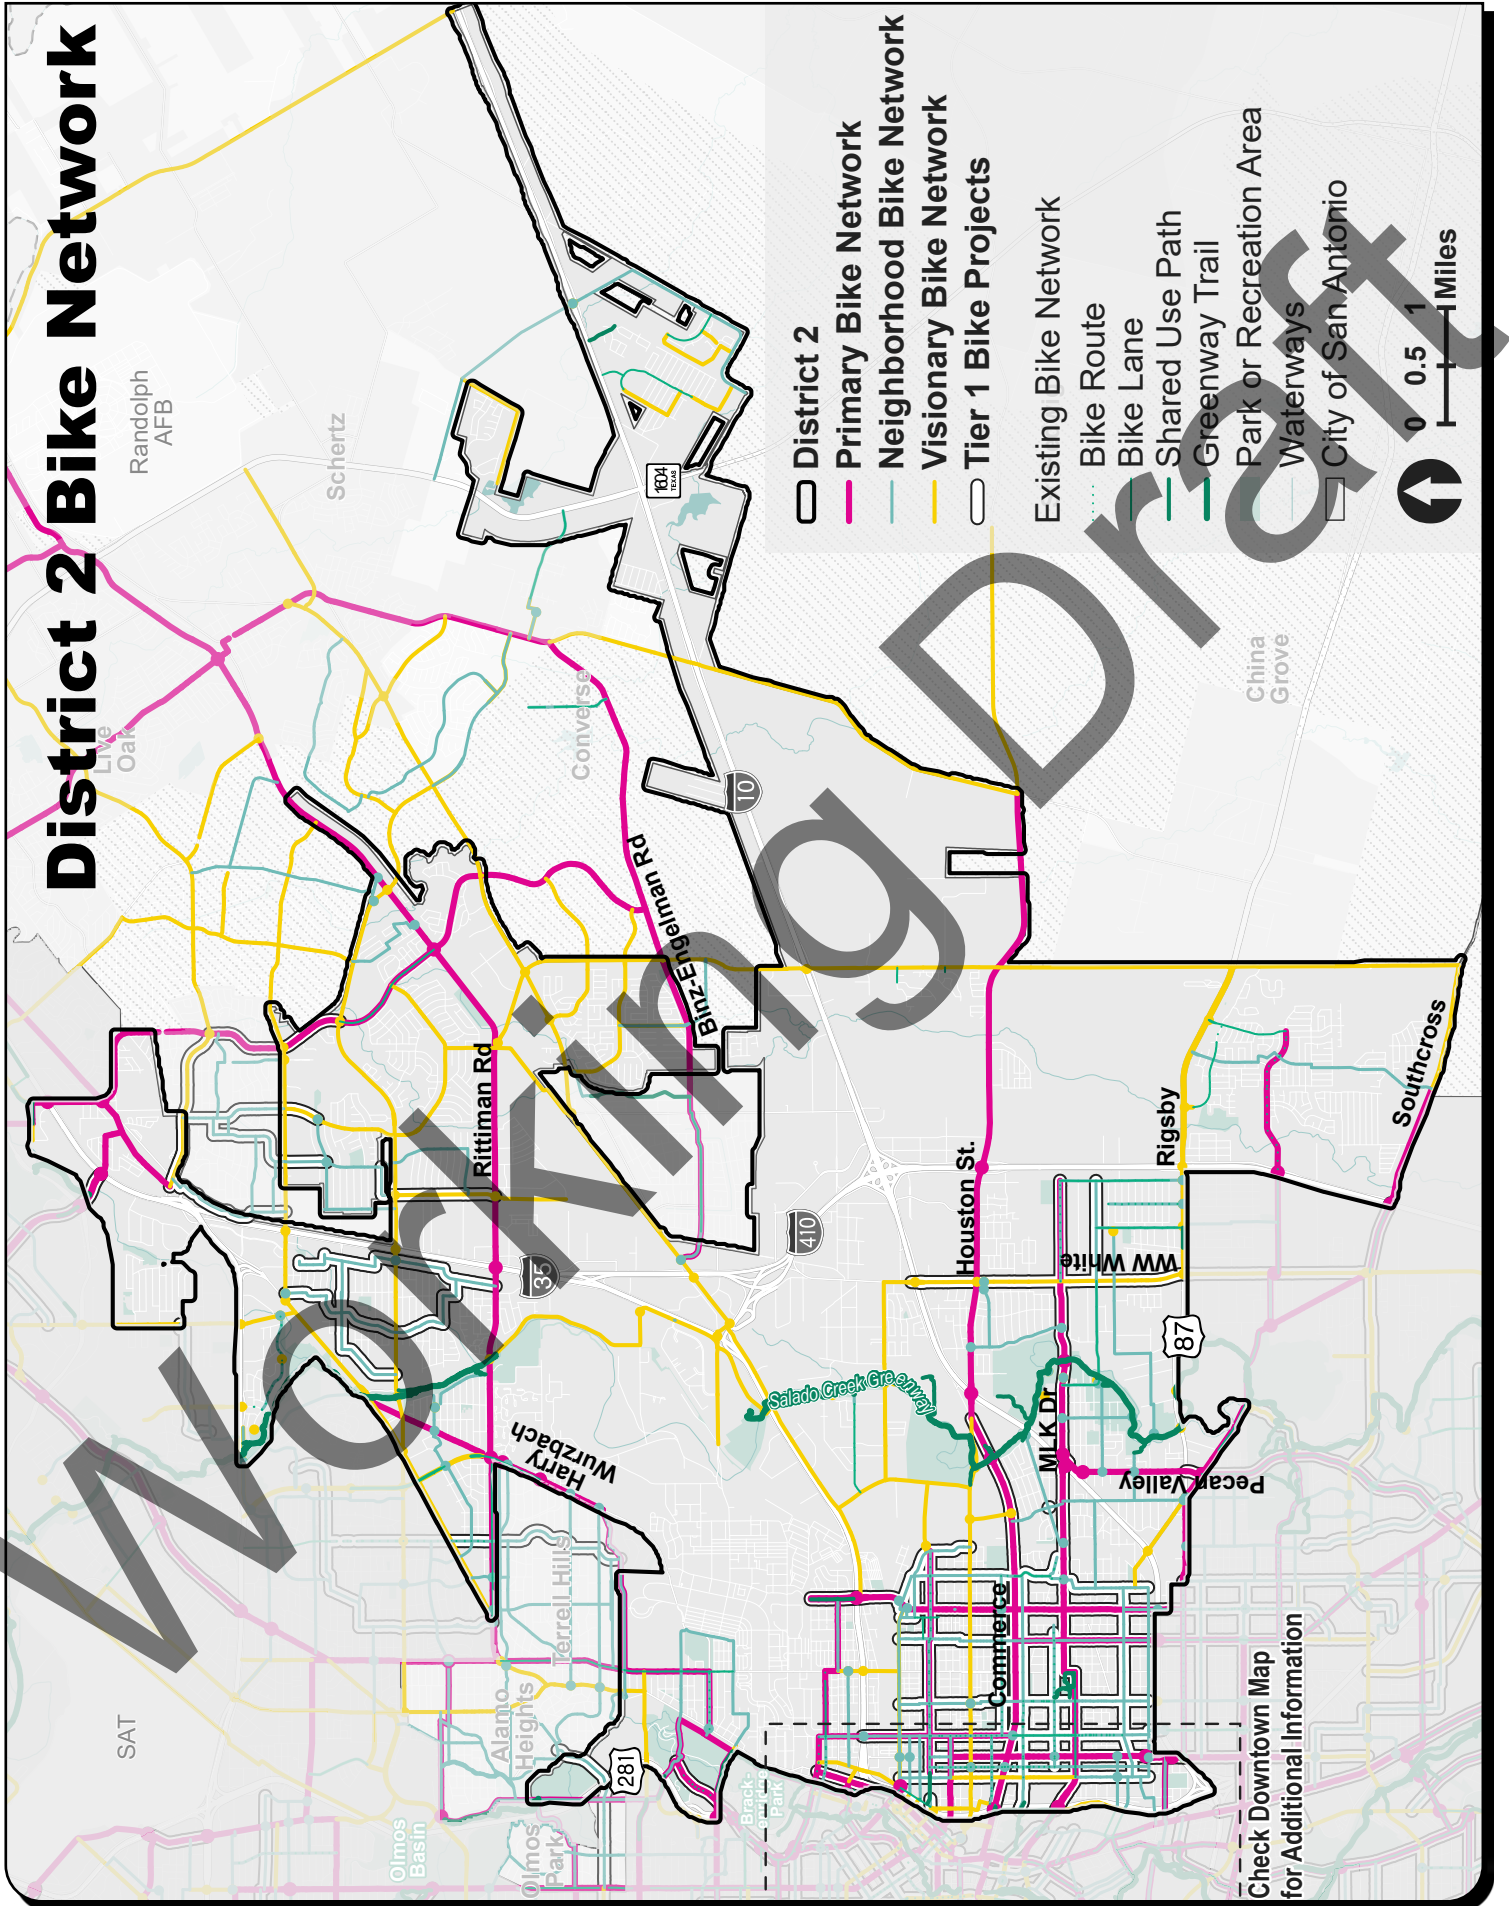 District 2 Bike Network
Randolph
AFB
Schertz
Live
Oak
Converse
China
Grove
1604
TEXAS
10
Binz-Engelman Rd
Rittiman Rd
35
410
Houston St.
Rigsby
Southcross
WW White
87
Salado Creek Greenway
MLK Dr
Pecan Valley
Harry
Wurzbach
Commerce
Terrell Hills
Alamo
Heights
SAT
281
Olmos
Basin
Olmos
Park
Brack-
enridge
Park
Check Downtown Map
for Additional Information
District 2
Primary Bike Network
Neighborhood Bike Network
Visionary Bike Network
Tier 1 Bike Projects
Existing Bike Network
Bike Route
Bike Lane
Shared Use Path
Greenway Trail
Park or Recreation Area
Waterways
City of San Antonio
0 0.5 1
Miles
Working Draft